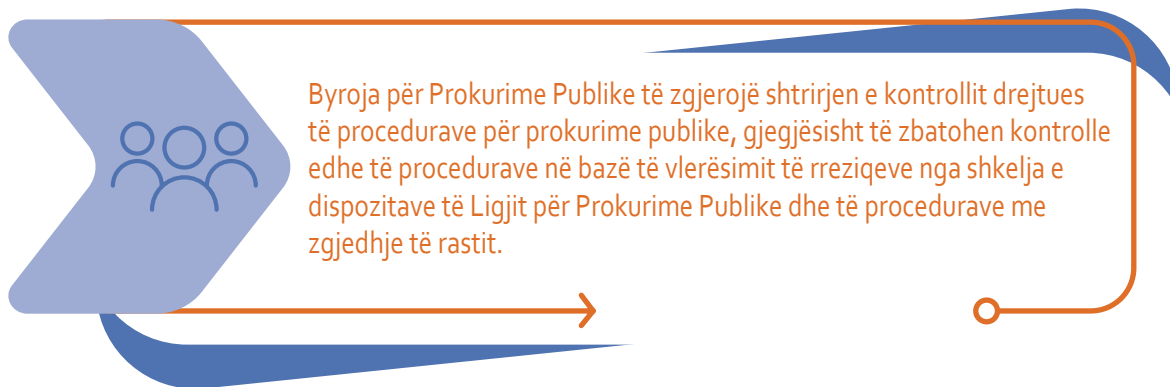 Byroja për Prokurime Publike të zgjerojë shtrirjen e kontrollit drejtues
të procedurave për prokurime publike, gjegjësisht të zbatohen kontrolle
edhe të procedurave në bazë të vlerësimit të rreziqeve nga shkelja e
dispozitave të Ligjit për Prokurime Publike dhe të procedurave me
zgjedhje të rastit.